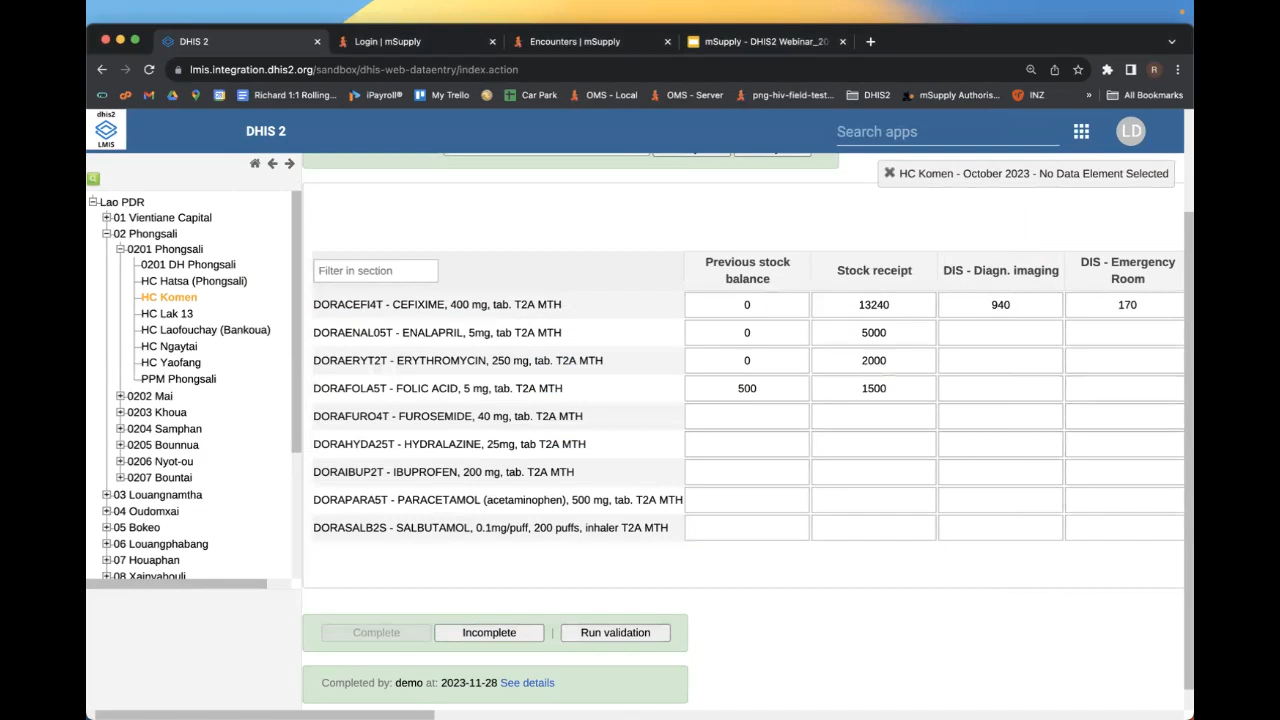 DHIS 2
Login | mSupply
Encounters | mSupply
mSupply - DHIS2 Webinar_20
lmis.integration.dhis2.org/sandbox/dhis-web-dataentry/index.action
R
Richard 1:1 Rolling...
iPayroll®
My Trello
Car Park
OMS - Local
OMS - Server
png-hiv-field-test...
DHIS2
mSupply Authoris...
INZ
»
All Bookmarks
dhis2
LMIS
DHIS 2
Search apps
LD
HC Komen - October 2023 - No Data Element Selected
Lao PDR
01 Vientiane Capital
02 Phongsali
0201 Phongsali
0201 DH Phongsali
HC Hatsa (Phongsali)
HC Komen
HC Lak 13
HC Laofouchay (Bankoua)
HC Ngaytai
HC Yaofang
PPM Phongsali
0202 Mai
0203 Khoua
0204 Samphan
0205 Bounnua
0206 Nyot-ou
0207 Bountai
03 Louangnamtha
04 Oudomxai
05 Bokeo
06 Louangphabang
07 Houaphan
08 Xainyabouli
Filter in section
Previous stock balance
Stock receipt
DIS - Diagn. imaging
DIS - Emergency Room
DORACEFI4T - CEFIXIME, 400 mg, tab. T2A MTH 0 13240 940 170
DORAENAL05T - ENALAPRIL, 5mg, tab T2A MTH 0 5000
DORAERYT2T - ERYTHROMYCIN, 250 mg, tab. T2A MTH 0 2000
DORAFOLA5T - FOLIC ACID, 5 mg, tab. T2A MTH 500 1500
DORAFURO4T - FUROSEMIDE, 40 mg, tab. T2A MTH
DORAHYDA25T - HYDRALAZINE, 25mg, tab T2A MTH
DORAIBUP2T - IBUPROFEN, 200 mg, tab. T2A MTH
DORAPARA5T - PARACETAMOL (acetaminophen), 500 mg, tab. T2A MTH
DORASALB2S - SALBUTAMOL, 0.1mg/puff, 200 puffs, inhaler T2A MTH
Complete Incomplete | Run validation
Completed by: demo at: 2023-11-28 See details